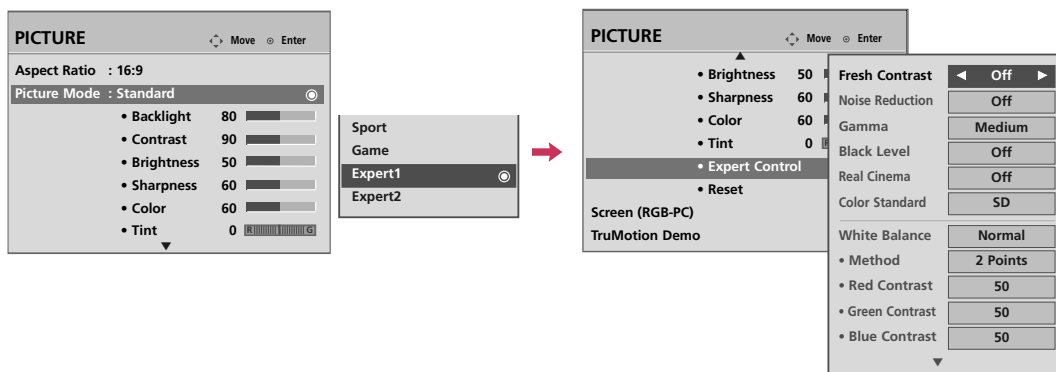 PICTURE
Move Enter
Aspect Ratio : 16:9
Picture Mode : Standard
• Backlight 80
• Contrast 90
• Brightness 50
• Sharpness 60
• Color 60
• Tint 0 R G
Sport
Game
Expert1
Expert2
PICTURE
Move Enter
• Brightness 50
• Sharpness 60
• Color 60
• Tint 0
• Expert Control
• Reset
Screen (RGB-PC)
TruMotion Demo
Fresh Contrast Off
Noise Reduction Off
Gamma Medium
Black Level Off
Real Cinema Off
Color Standard SD
White Balance Normal
• Method 2 Points
• Red Contrast 50
• Green Contrast 50
• Blue Contrast 50